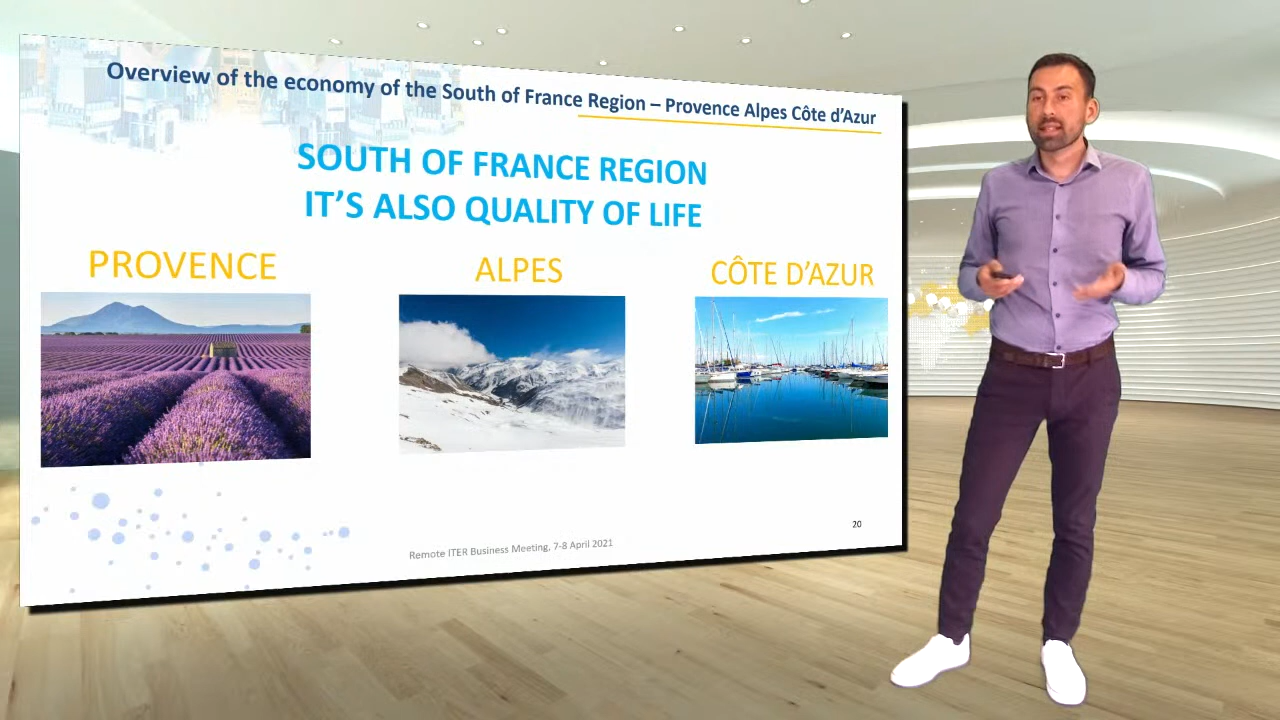 Overview of the economy of the South of France Region – Provence Alpes Côte d'Azur
SOUTH OF FRANCE REGION
IT'S ALSO QUALITY OF LIFE
PROVENCE
ALPES
CÔTE D'AZUR
20
Remote ITER Business Meeting, 7-8 April 2021